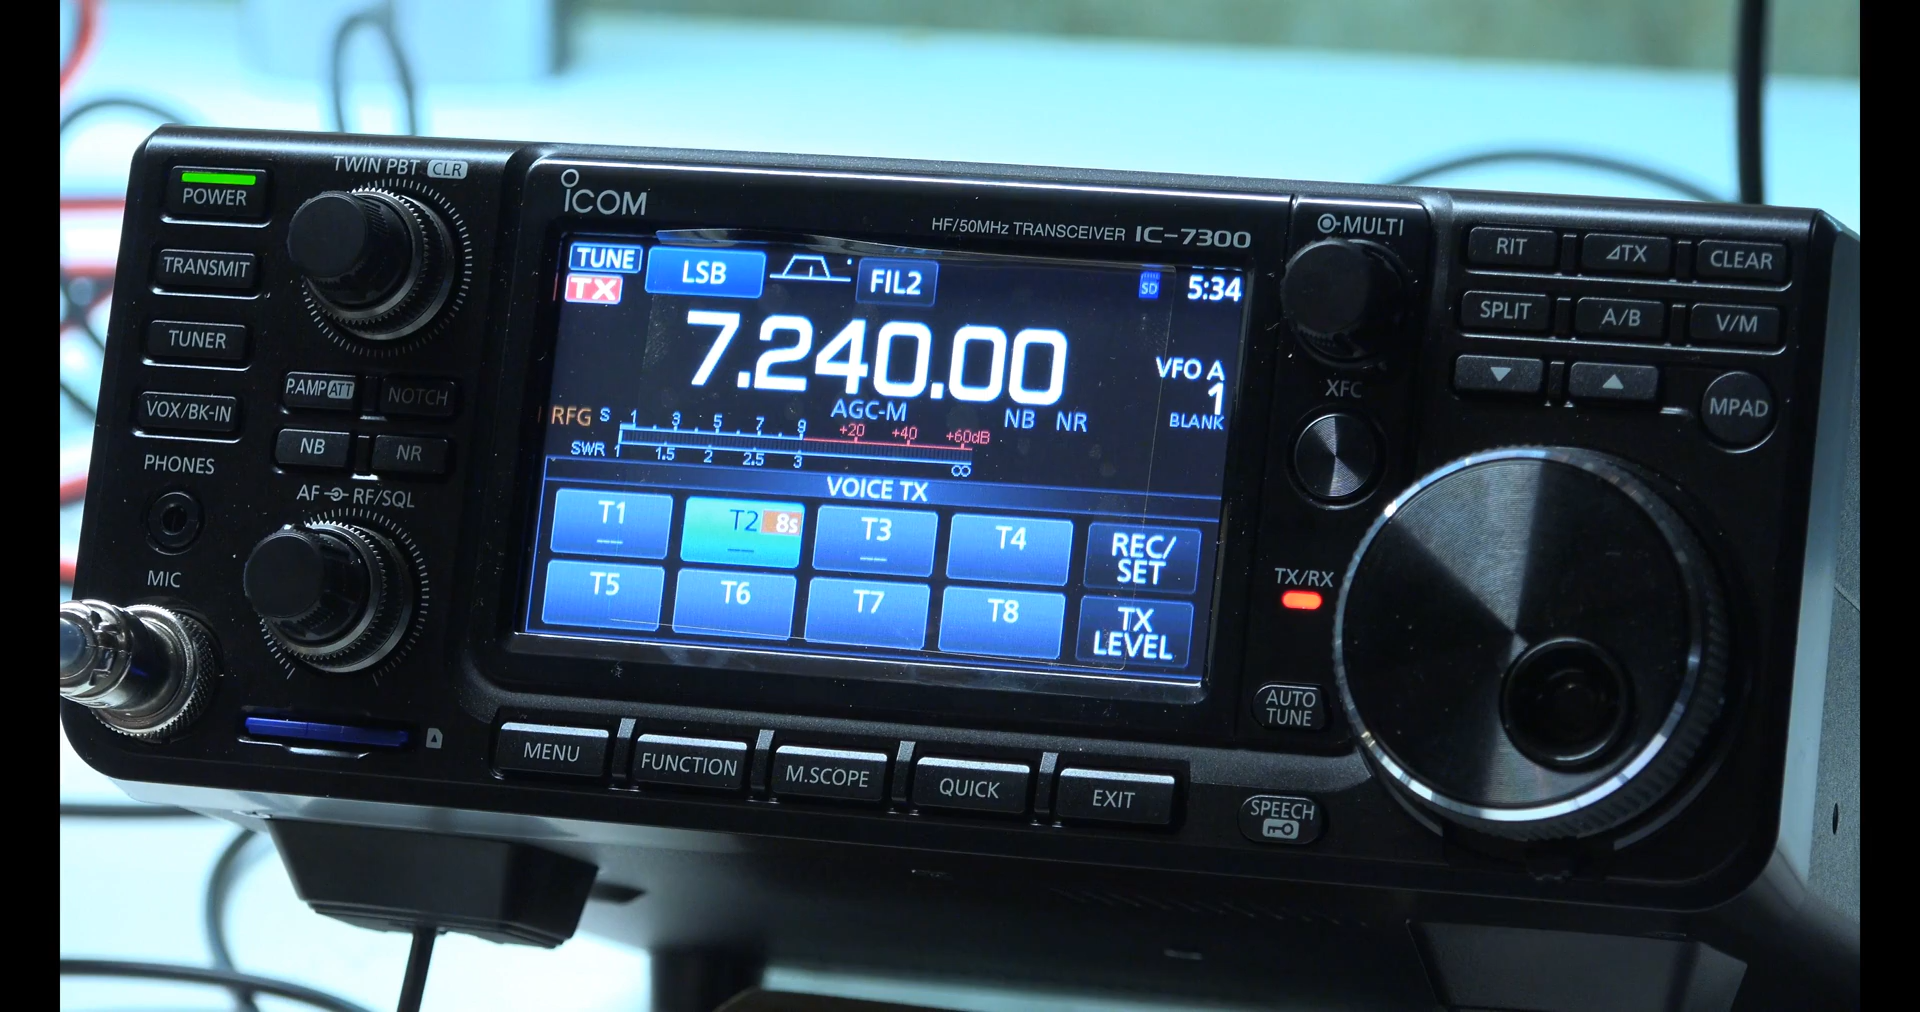 TWIN PBT CLR
POWER
TRANSMIT
TUNER
VOX/BK-IN
P.AMP ATT
NOTCH
NB
NR
PHONES
AF RF/SQL
MIC
ICOM
HF/50MHz TRANSCEIVER IC-7300
TUNE LSB FIL2 SD 5:34
TX
7.240.00
VFO A
1
BLANK
AGC-M NB NR
RFG S 1 3 5 7 9 +20 +40 +60dB
SWR 1 1.5 2 2.5 3 ∞
VOICE TX
T1 T2 8s T3 T4 REC/SET
T5 T6 T7 T8 TX LEVEL
MENU
FUNCTION
M.SCOPE
QUICK
EXIT
MULTI
XFC
TX/RX
AUTO
TUNE
SPEECH
RIT ⊿TX CLEAR
SPLIT A/B V/M
▼ ▲
MPAD